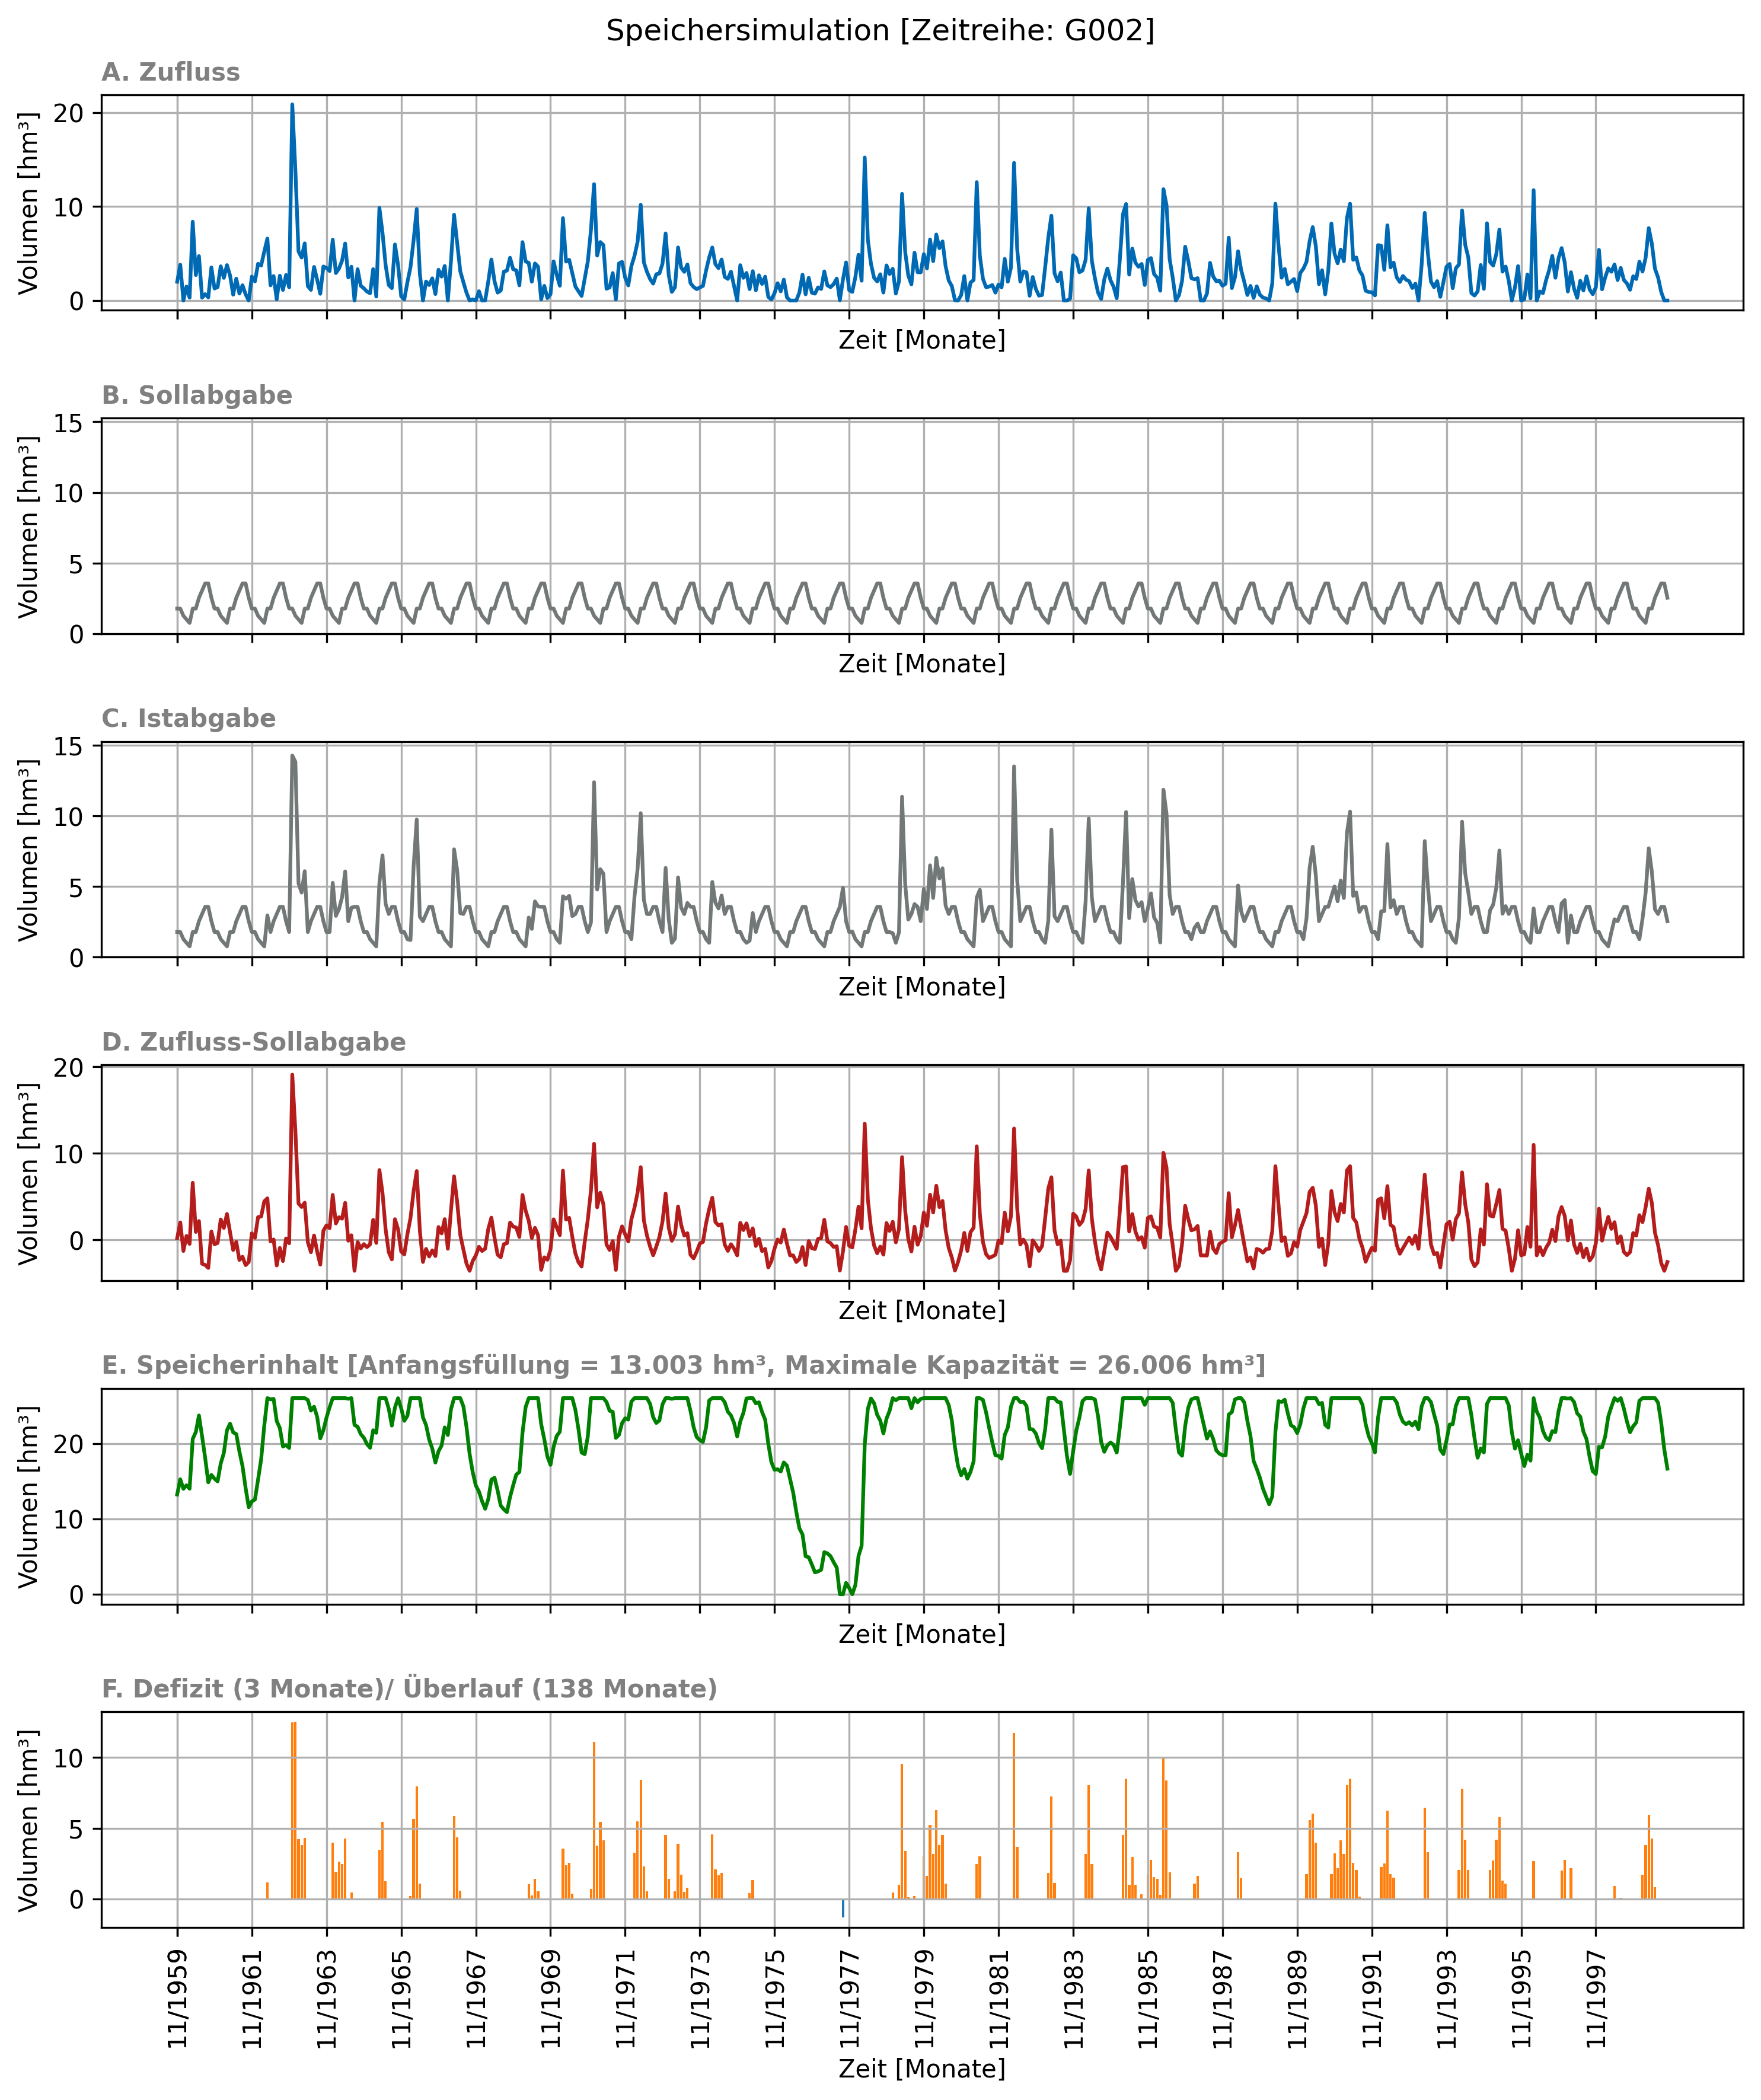 Speichersimulation [Zeitreihe: G002]
A. Zufluss
Volumen [hm³]
20
10
0
Zeit [Monate]
B. Sollabgabe
Volumen [hm³]
15
10
5
0
Zeit [Monate]
C. Istabgabe
Volumen [hm³]
15
10
5
0
Zeit [Monate]
D. Zufluss-Sollabgabe
Volumen [hm³]
20
10
0
Zeit [Monate]
E. Speicherinhalt [Anfangsfüllung = 13.003 hm³, Maximale Kapazität = 26.006 hm³]
Volumen [hm³]
20
10
0
Zeit [Monate]
F. Defizit (3 Monate)/ Überlauf (138 Monate)
Volumen [hm³]
10
5
0
11/1959
11/1961
11/1963
11/1965
11/1967
11/1969
11/1971
11/1973
11/1975
11/1977
11/1979
11/1981
11/1983
11/1985
11/1987
11/1989
11/1991
11/1993
11/1995
11/1997
Zeit [Monate]